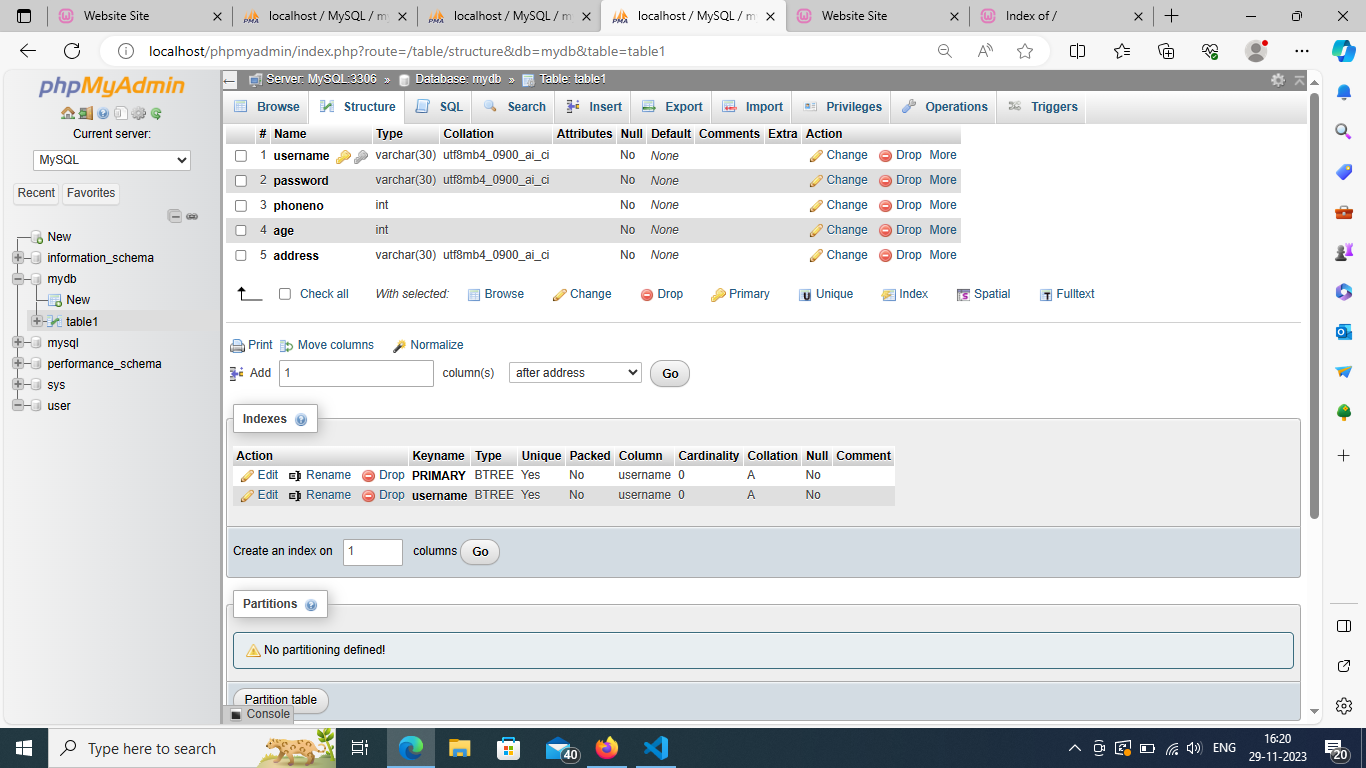 Website Site
localhost / MySQL / m
localhost / MySQL / m
localhost / MySQL / m
Website Site
Index of /
localhost/phpmyadmin/index.php?route=/table/structure&db=mydb&table=table1
phpMyAdmin
Current server:
MySQL
Recent Favorites
New
information_schema
mydb
New
table1
mysql
performance_schema
sys
user
Server: MySQL:3306 » Database: mydb » Table: table1
Browse Structure SQL Search Insert Export Import Privileges Operations Triggers
# Name Type Collation Attributes Null Default Comments Extra Action
1 username varchar(30) utf8mb4_0900_ai_ci No None Change Drop More
2 password varchar(30) utf8mb4_0900_ai_ci No None Change Drop More
3 phoneno int No None Change Drop More
4 age int No None Change Drop More
5 address varchar(30) utf8mb4_0900_ai_ci No None Change Drop More
Check all With selected: Browse Change Drop Primary Unique Index Spatial Fulltext
Print Move columns Normalize
Add 1 column(s) after address Go
Indexes
Action Keyname Type Unique Packed Column Cardinality Collation Null Comment
Edit Rename Drop PRIMARY BTREE Yes No username 0 A No
Edit Rename Drop username BTREE Yes No username 0 A No
Create an index on 1 columns Go
Partitions
No partitioning defined!
Partition table
Console
Type here to search
40
ENG
16:20
29-11-2023
20